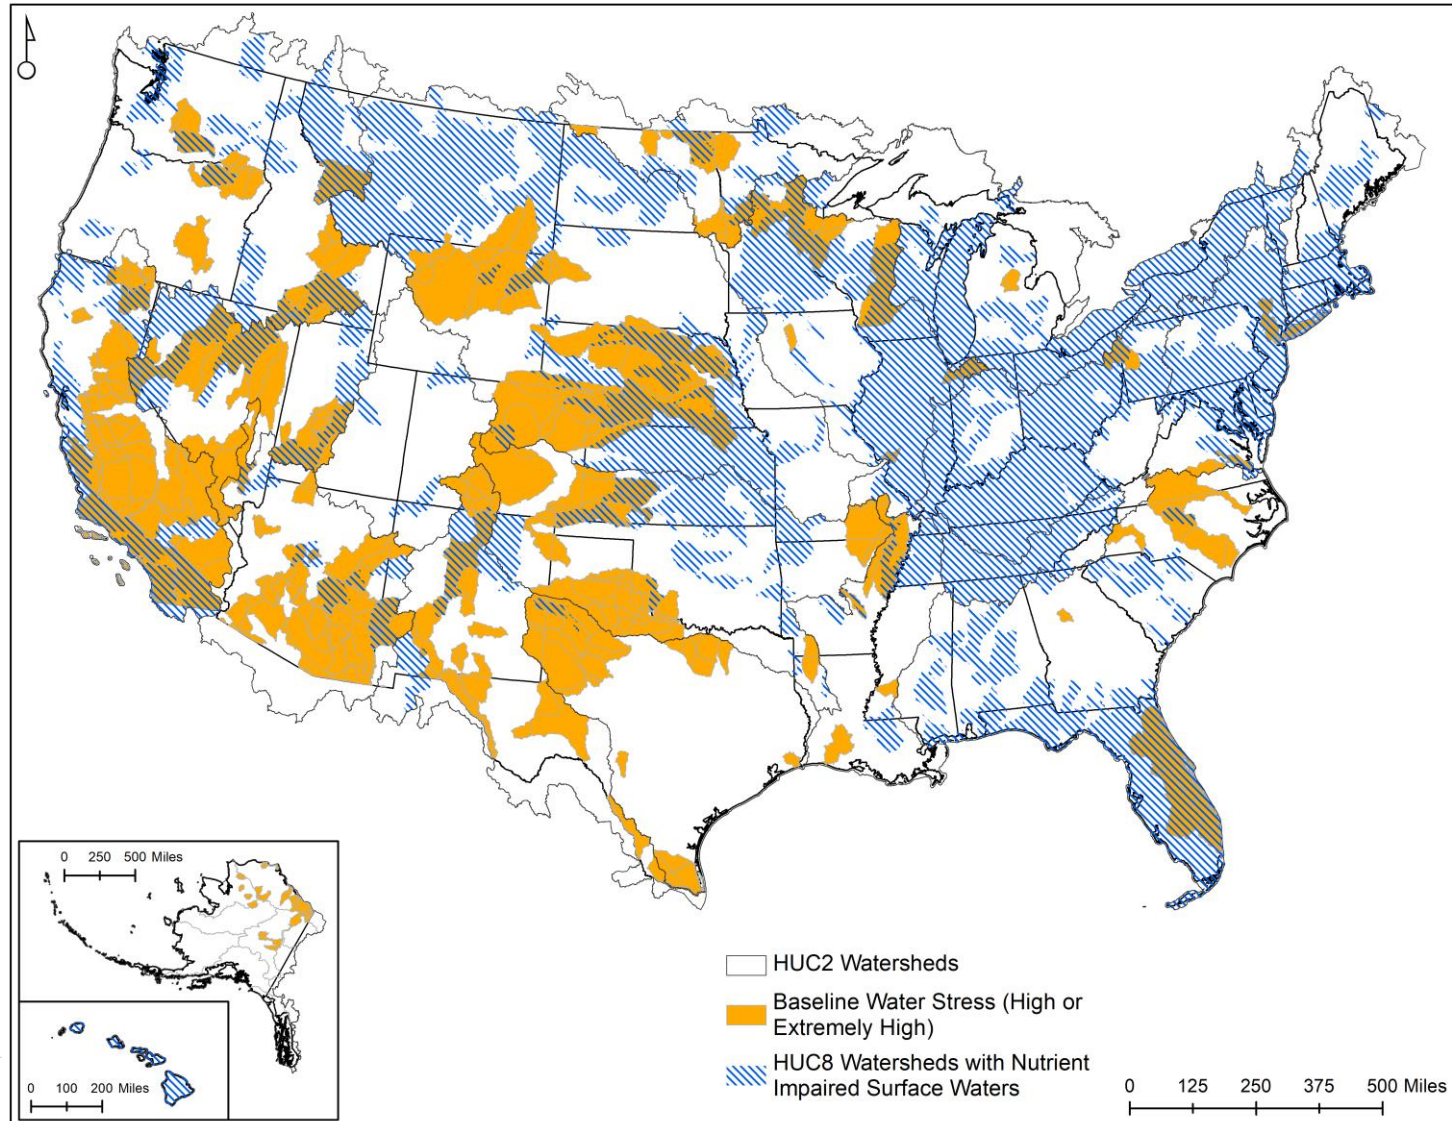 0 250 500 Miles
0 100 200 Miles
HUC2 Watersheds
Baseline Water Stress (High or
Extremely High)
HUC8 Watersheds with Nutrient
Impaired Surface Waters
0 125 250 375 500 Miles